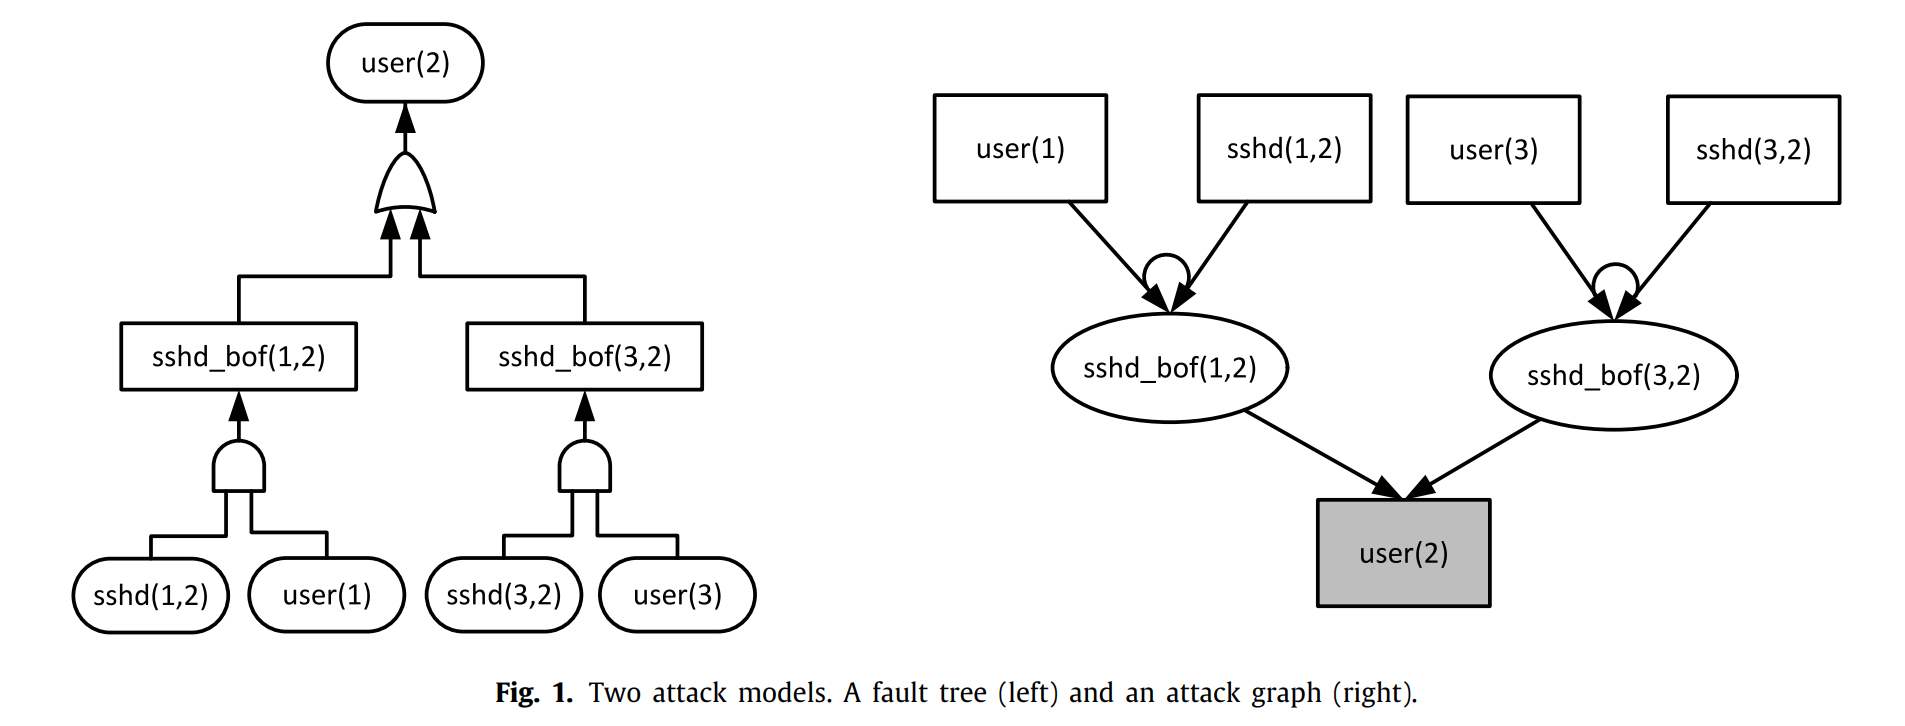 user(2)
sshd_bof(1,2)
sshd_bof(3,2)
sshd(1,2)
user(1)
sshd(3,2)
user(3)
user(1)
sshd(1,2)
user(3)
sshd(3,2)
sshd_bof(1,2)
sshd_bof(3,2)
user(2)
Fig. 1. Two attack models. A fault tree (left) and an attack graph (right).